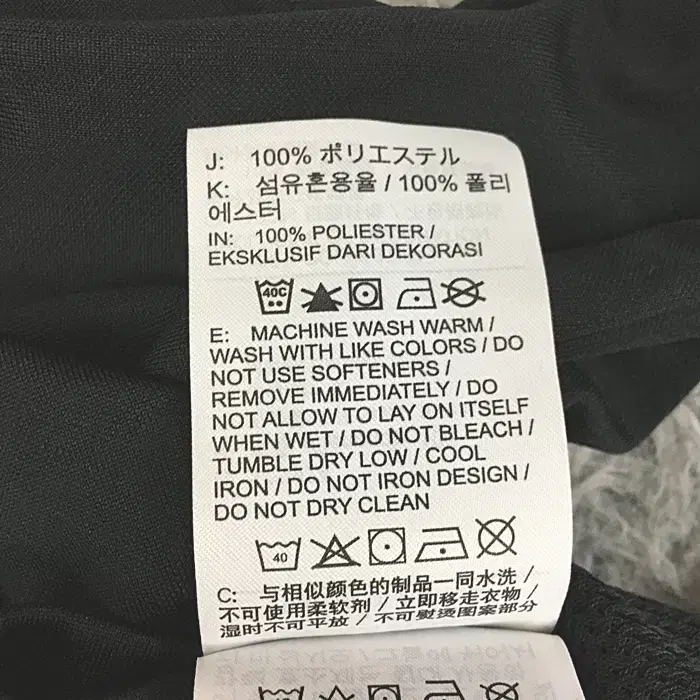 J: 100% ポリエステル
K: 섬유혼용율 / 100% 폴리
에스터
IN: 100% POLIESTER /
EKSKLUSIF DARI DEKORASI
40C
E: MACHINE WASH WARM /
WASH WITH LIKE COLORS / DO
NOT USE SOFTENERS /
REMOVE IMMEDIATELY / DO
NOT ALLOW TO LAY ON ITSELF
WHEN WET / DO NOT BLEACH /
TUMBLE DRY LOW / COOL
IRON / DO NOT IRON DESIGN /
DO NOT DRY CLEAN
40
C: 与相似颜色的制品一同水洗 /
不可使用柔软剂 / 立即移走衣物 /
湿时不可平放 / 不可熨烫图案部分